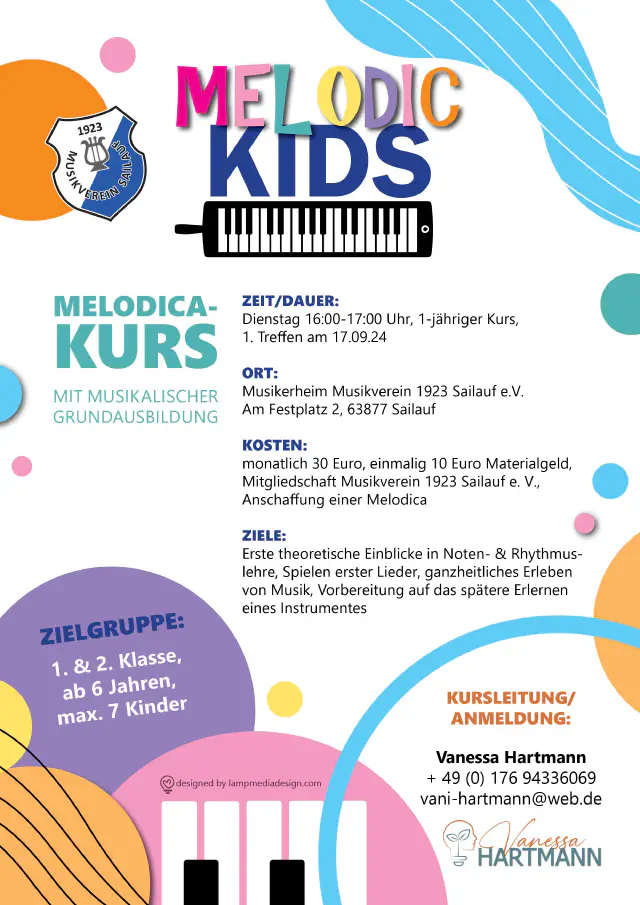 MELODIC
KIDS
1923
MUSIKVEREIN SAILAUF
MELODICA-
KURS
MIT MUSIKALISCHER
GRUNDAUSBILDUNG
ZEIT/DAUER:
Dienstag 16:00-17:00 Uhr, 1-jähriger Kurs,
1. Treffen am 17.09.24
ORT:
Musikerheim Musikverein 1923 Sailauf e.V.
Am Festplatz 2, 63877 Sailauf
KOSTEN:
monatlich 30 Euro, einmalig 10 Euro Materialgeld,
Mitgliedschaft Musikverein 1923 Sailauf e. V.,
Anschaffung einer Melodica
ZIELE:
Erste theoretische Einblicke in Noten- & Rhythmus-
lehre, Spielen erster Lieder, ganzheitliches Erleben
von Musik, Vorbereitung auf das spätere Erlernen
eines Instrumentes
ZIELGRUPPE:
1. & 2. Klasse,
ab 6 Jahren,
max. 7 Kinder
KURSLEITUNG/
ANMELDUNG:
Vanessa Hartmann
+ 49 (0) 176 94336069
vani-hartmann@web.de
designed by lampmediadesign.com
Vanessa
HARTMANN